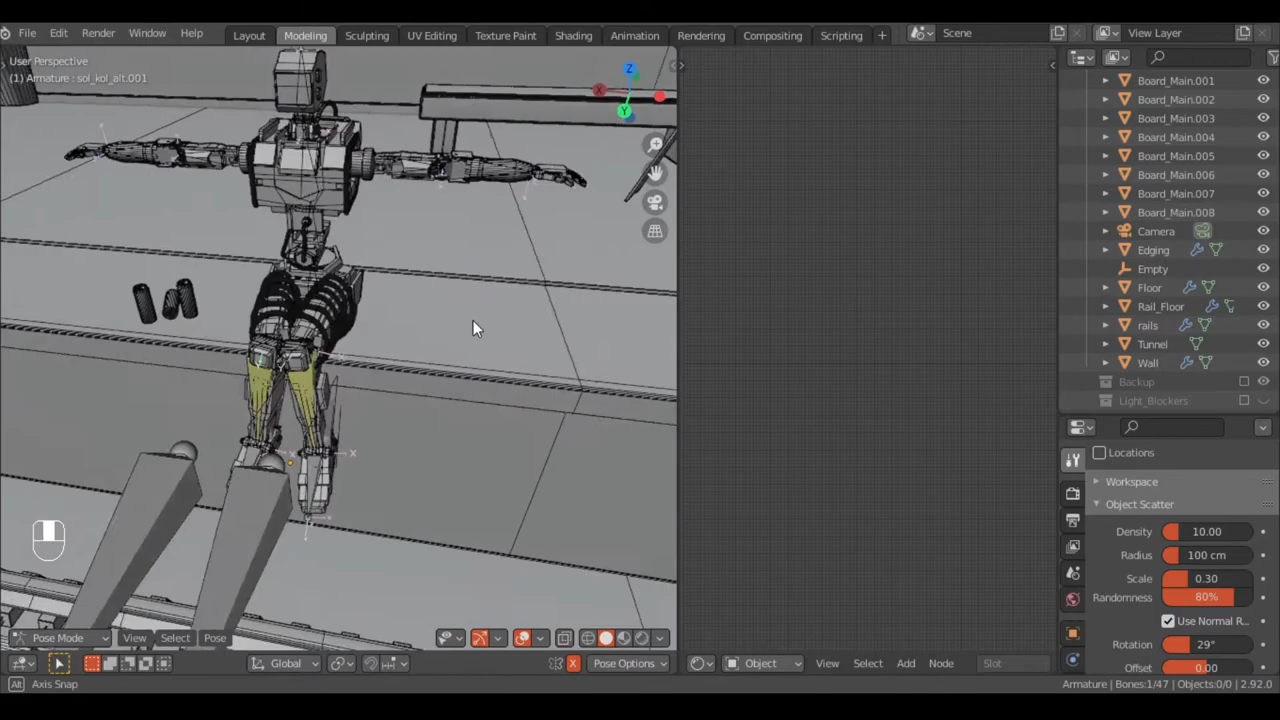 File Edit Render Window Help Layout Modeling Sculpting UV Editing Texture Paint Shading Animation Rendering Compositing Scripting + Scene View Layer
User Perspective
(1) Armature : sol_kol_alt.001
Z
X
Y
X
X
Board_Main.001
Board_Main.002
Board_Main.003
Board_Main.004
Board_Main.005
Board_Main.006
Board_Main.007
Board_Main.008
Camera
Edging
Empty
Floor
Rail_Floor
rails
Tunnel
Wall
Backup
Light_Blockers
Locations
Workspace
Object Scatter
Density 10.00
Radius 100 cm
Scale 0.30
Randomness 80%
Use Normal R...
Rotation 29°
Offset 0.00
Pose Mode View Select Pose
Global X Pose Options Object View Select Add Node Slot
Alt Axis Snap Armature | Bones:1/47 | Objects:0/0 | 2.92.0